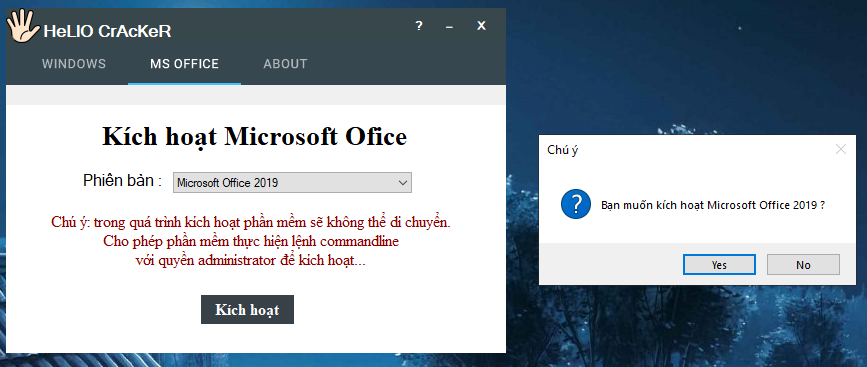 HeLIO CrAcKeR
? – X
WINDOWS MS OFFICE ABOUT
Kích hoạt Microsoft Ofice
Phiên bản : Microsoft Office 2019
Chú ý: trong quá trình kích hoạt phần mềm sẽ không thể di chuyển.
Cho phép phần mềm thực hiện lệnh commandline
với quyền administrator để kích hoạt...
Kích hoạt
Chú ý
? Bạn muốn kích hoạt Microsoft Office 2019 ?
Yes No